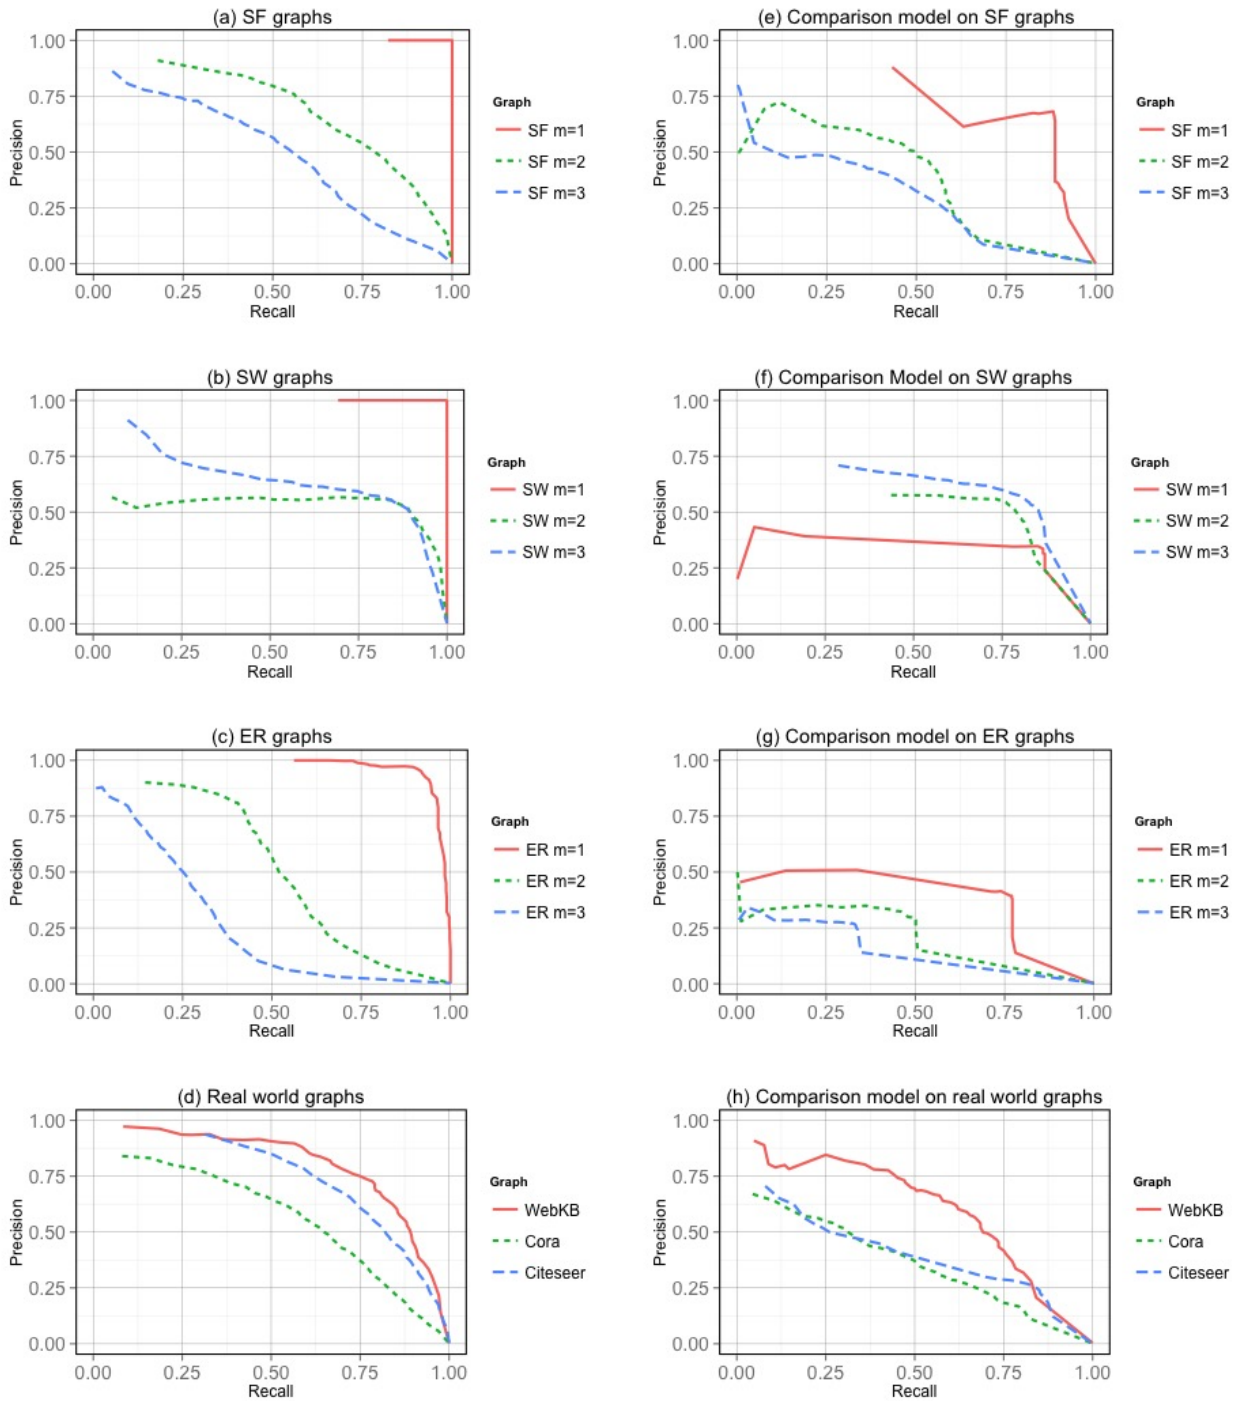 (a) SF graphs
1.00
0.75
0.50
0.25
0.00
Precision
0.00 0.25 0.50 0.75 1.00
Recall
Graph
SF m=1
SF m=2
SF m=3
(e) Comparison model on SF graphs
1.00
0.75
0.50
0.25
0.00
Precision
0.00 0.25 0.50 0.75 1.00
Recall
Graph
SF m=1
SF m=2
SF m=3
(b) SW graphs
1.00
0.75
0.50
0.25
0.00
Precision
0.00 0.25 0.50 0.75 1.00
Recall
Graph
SW m=1
SW m=2
SW m=3
(f) Comparison Model on SW graphs
1.00
0.75
0.50
0.25
0.00
Precision
0.00 0.25 0.50 0.75 1.00
Recall
Graph
SW m=1
SW m=2
SW m=3
(c) ER graphs
1.00
0.75
0.50
0.25
0.00
Precision
0.00 0.25 0.50 0.75 1.00
Recall
Graph
ER m=1
ER m=2
ER m=3
(g) Comparison model on ER graphs
1.00
0.75
0.50
0.25
0.00
Precision
0.00 0.25 0.50 0.75 1.00
Recall
Graph
ER m=1
ER m=2
ER m=3
(d) Real world graphs
1.00
0.75
0.50
0.25
0.00
Precision
0.00 0.25 0.50 0.75 1.00
Recall
Graph
WebKB
Cora
Citeseer
(h) Comparison model on real world graphs
1.00
0.75
0.50
0.25
0.00
Precision
0.00 0.25 0.50 0.75 1.00
Recall
Graph
WebKB
Cora
Citeseer